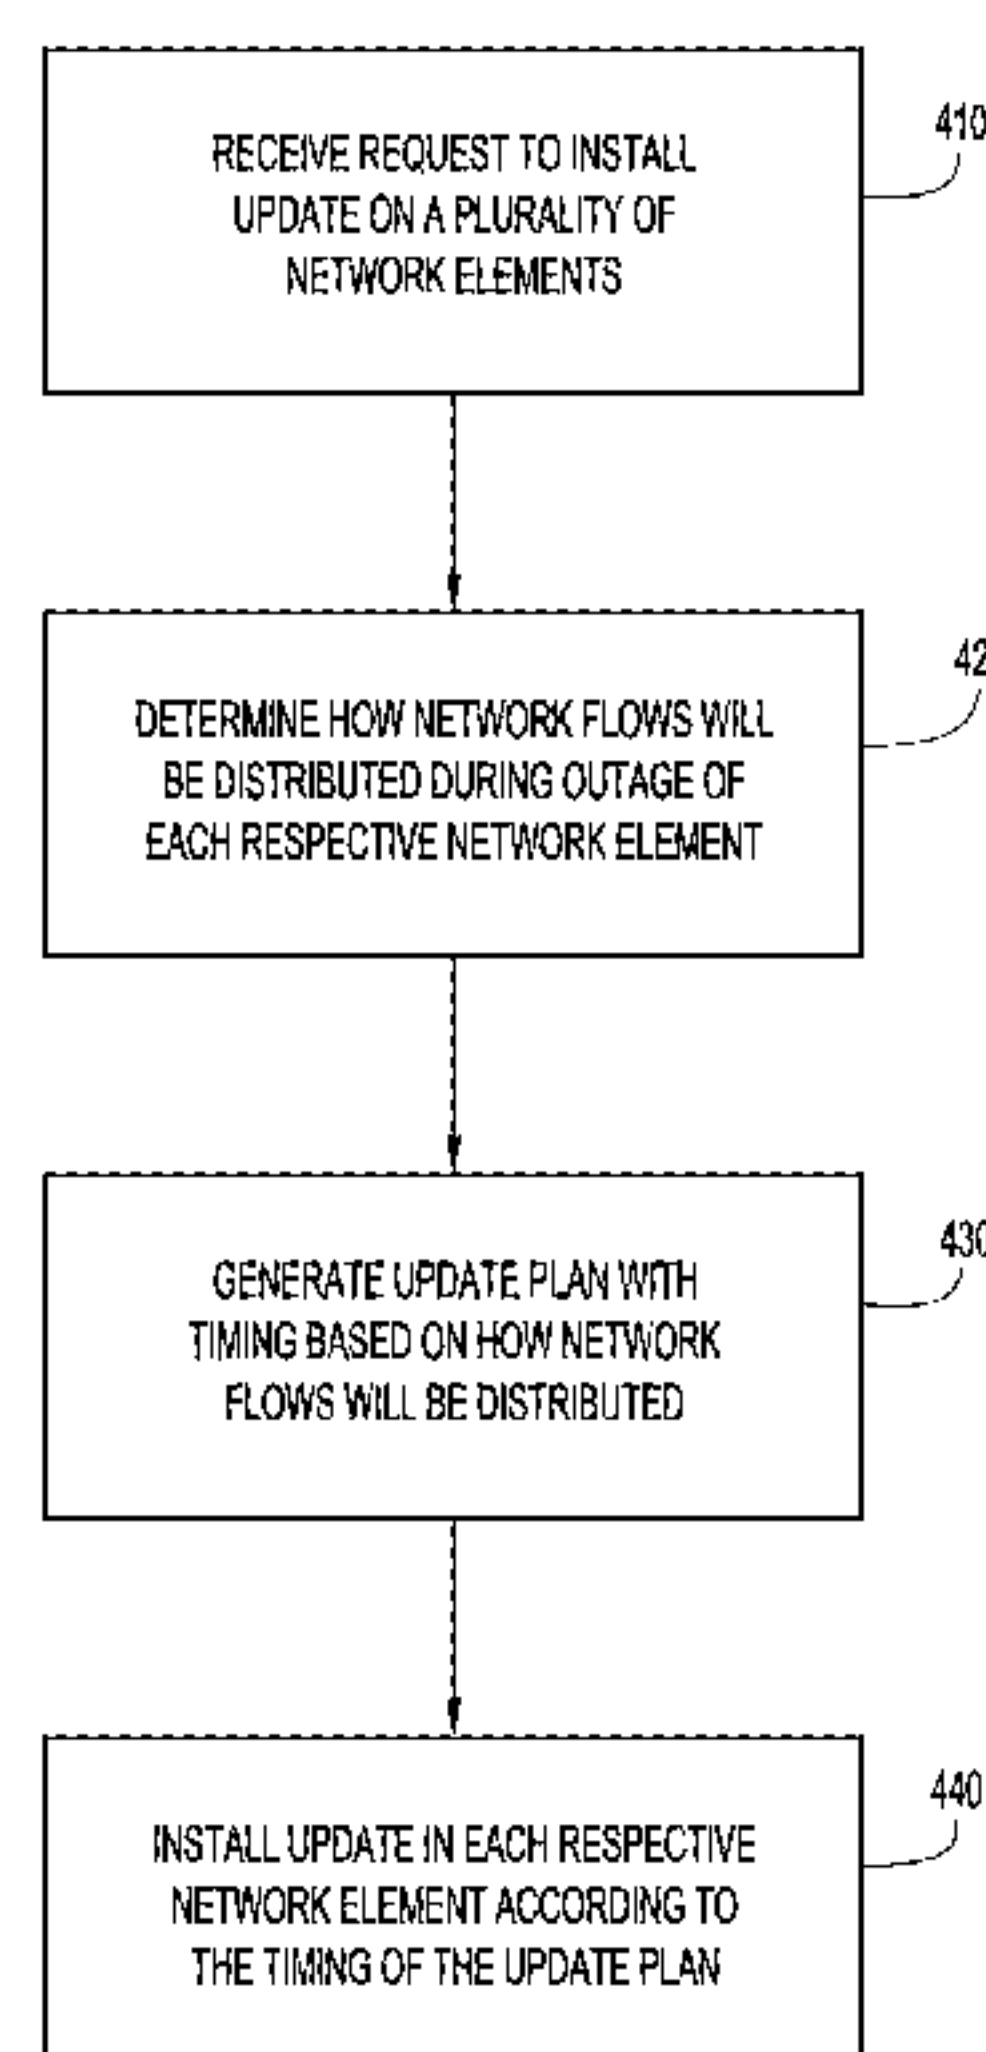 RECEIVE REQUEST TO INSTALL
UPDATE ON A PLURALITY OF
NETWORK ELEMENTS
410
DETERMINE HOW NETWORK FLOWS WILL
BE DISTRIBUTED DURING OUTAGE OF
EACH RESPECTIVE NETWORK ELEMENT
42
GENERATE UPDATE PLAN WITH
TIMING BASED ON HOW NETWORK
FLOWS WILL BE DISTRIBUTED
430
INSTALL UPDATE IN EACH RESPECTIVE
NETWORK ELEMENT ACCORDING TO
THE TIMING OF THE UPDATE PLAN
440